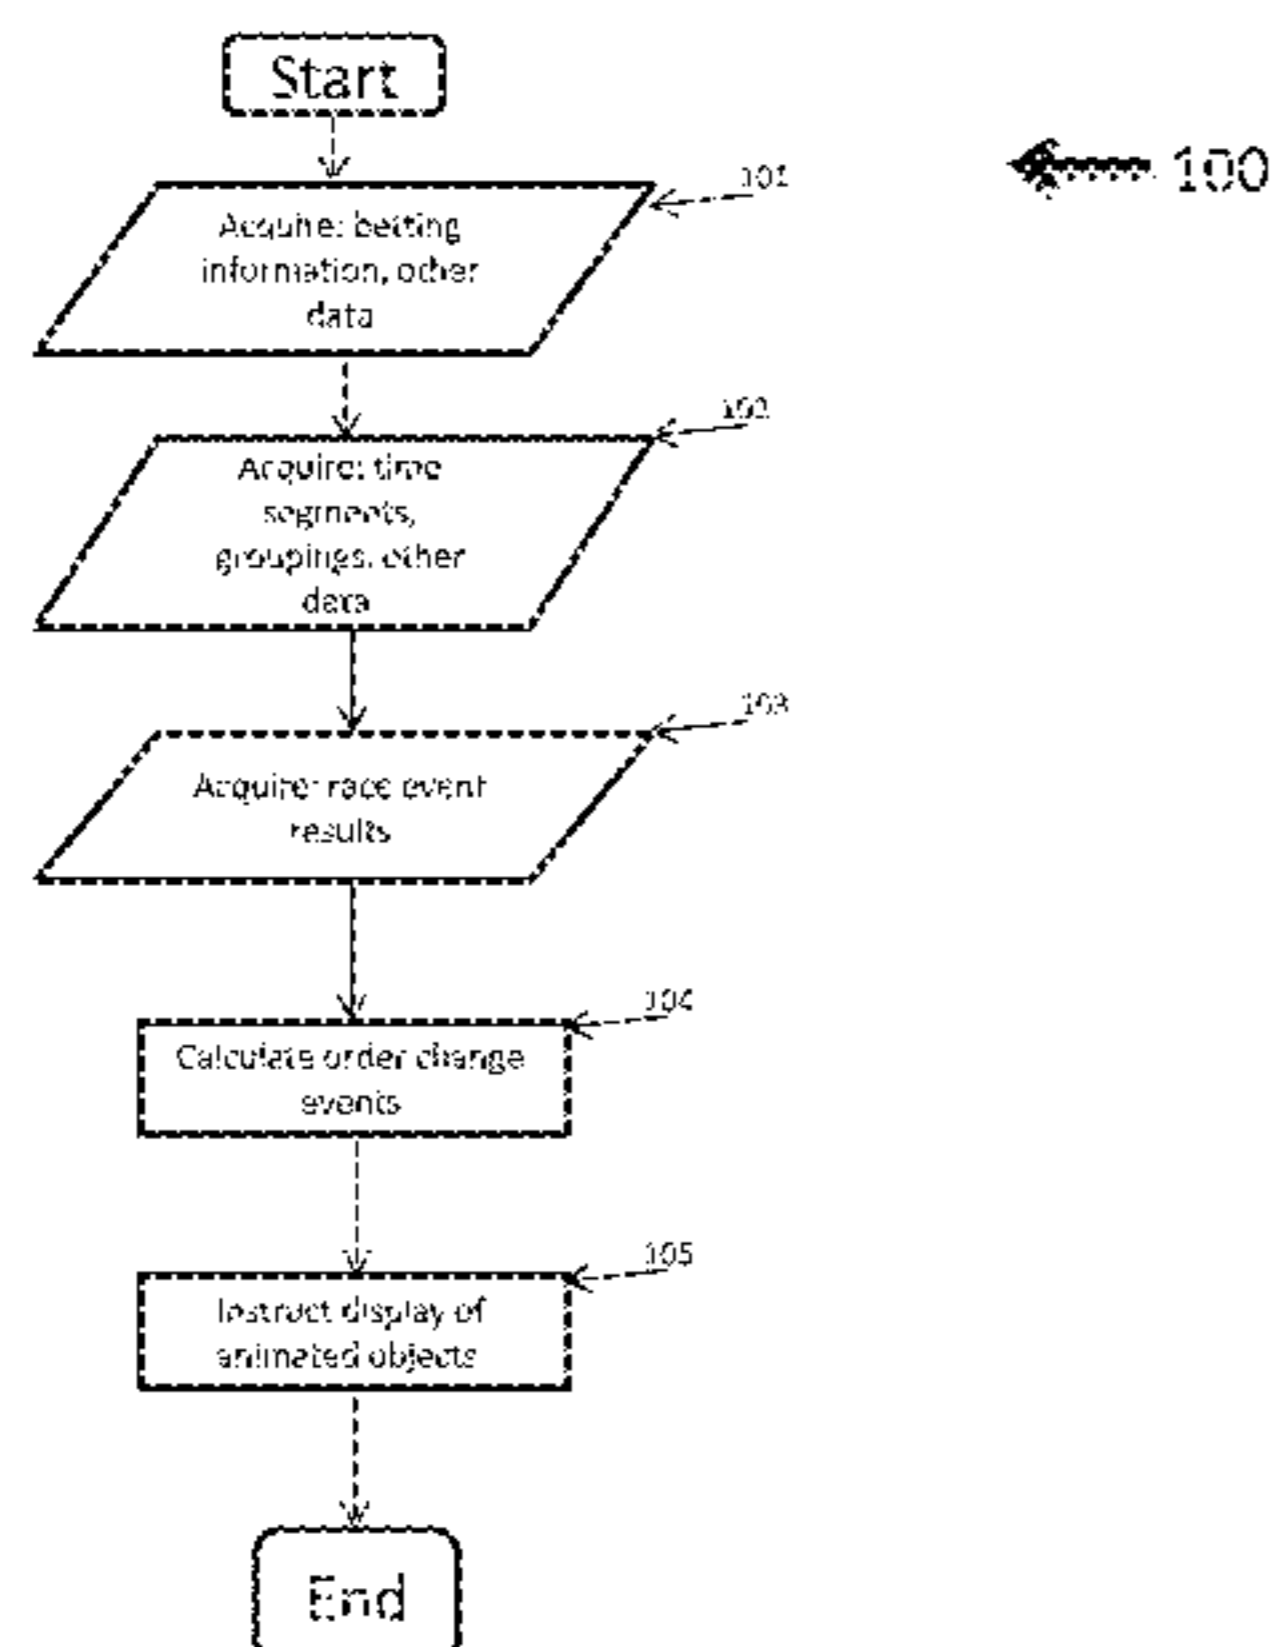 Start
100
101
Acquire: betting
information, other
data
102
Acquire: time
segments,
groupings, other
data
103
Acquire: race event
results
104
Calculate order change
events
105
Instruct display of
animated objects
End